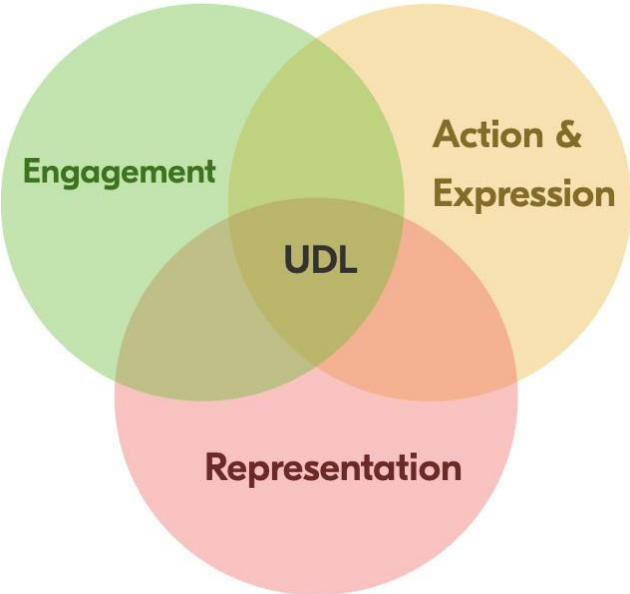 Engagement
Action &
Expression
UDL
Representation